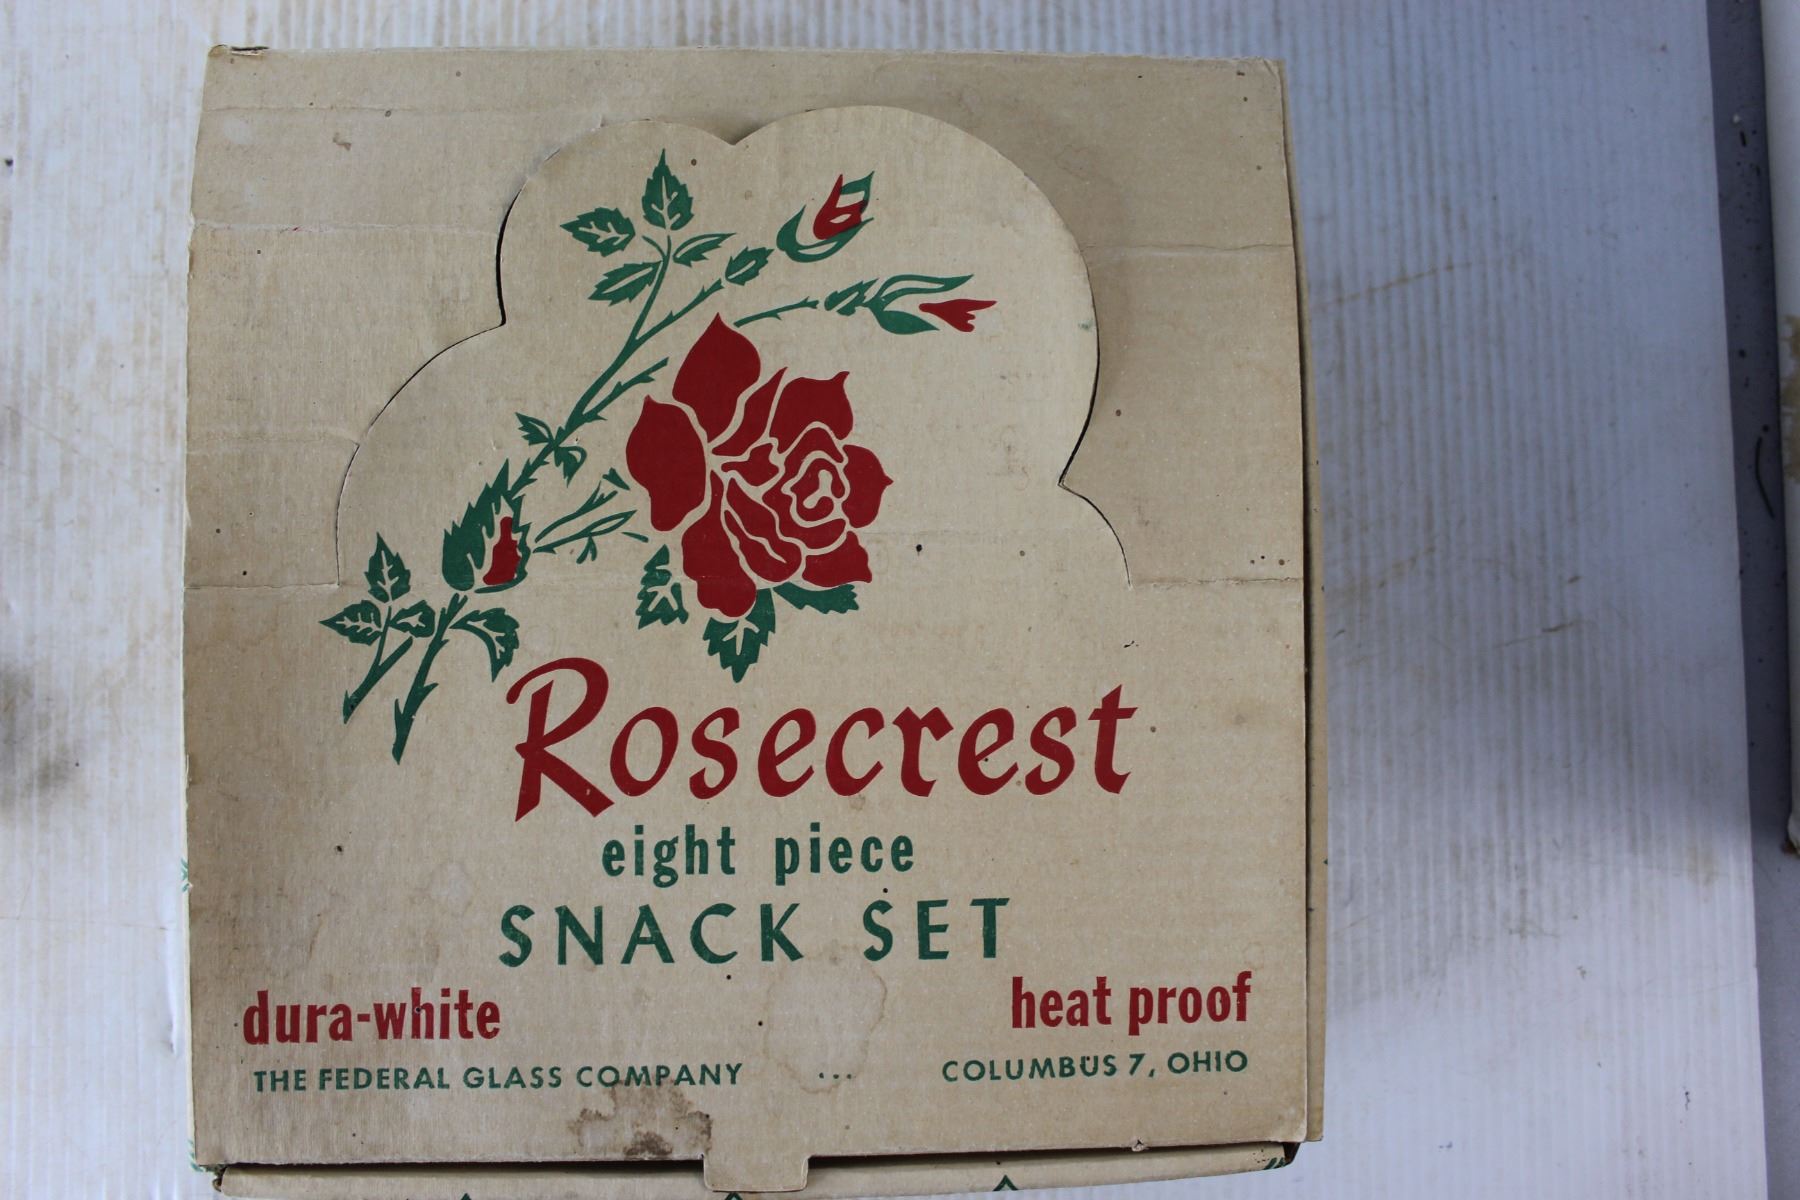 Rosecrest
eight piece
SNACK SET
dura-white heat proof
THE FEDERAL GLASS COMPANY ... COLUMBUS 7, OHIO